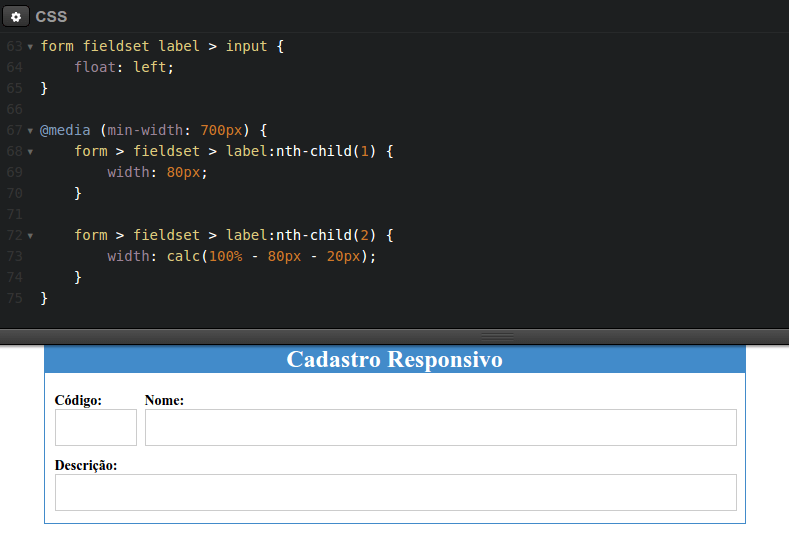 CSS
63 form fieldset label > input {
64     float: left;
65 }
66
67 @media (min-width: 700px) {
68     form > fieldset > label:nth-child(1) {
69         width: 80px;
70     }
71
72     form > fieldset > label:nth-child(2) {
73         width: calc(100% - 80px - 20px);
74     }
75 }
Cadastro Responsivo
Código: Nome:
Descrição: